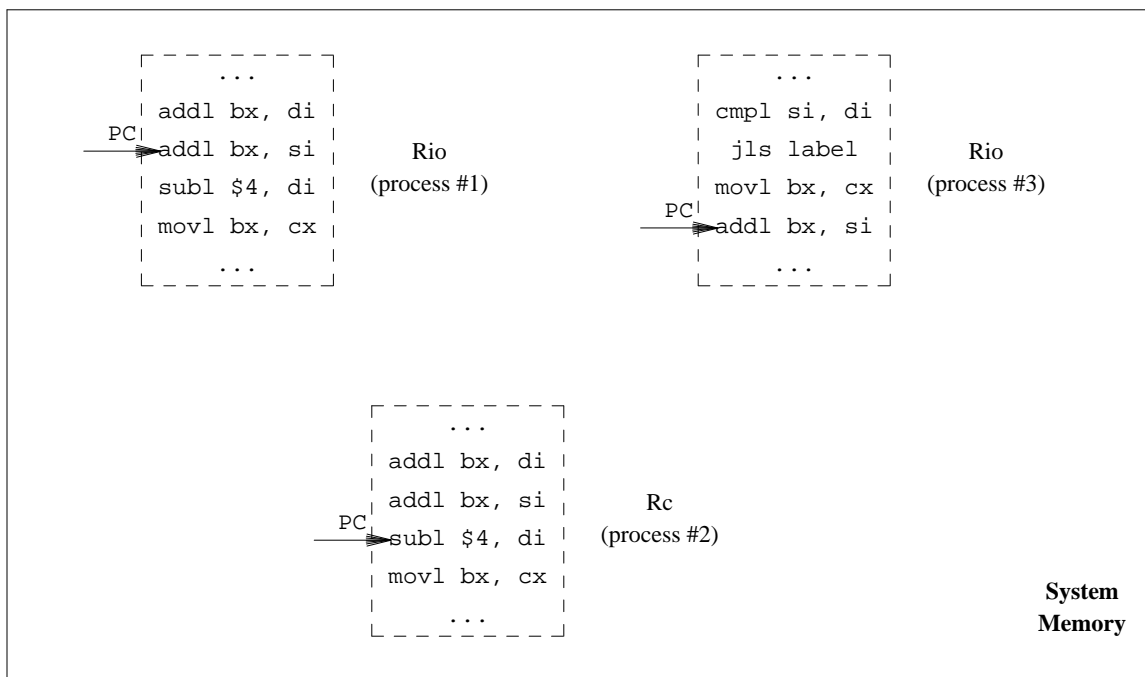 ...
addl bx, di
PC
addl bx, si
subl $4, di
movl bx, cx
...
Rio
(process #1)
...
cmpl si, di
jls label
movl bx, cx
PC
addl bx, si
...
Rio
(process #3)
...
addl bx, di
addl bx, si
PC
subl $4, di
movl bx, cx
...
Rc
(process #2)
System
Memory